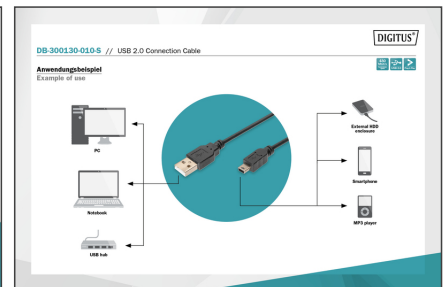 DIGITUS®
DB-300130-010-S // USB 2.0 Connection Cable
Anwendungsbeispiel
Example of use
PC
Notebook
USB hub
External HDD
enclosure
Smartphone
MP3 player